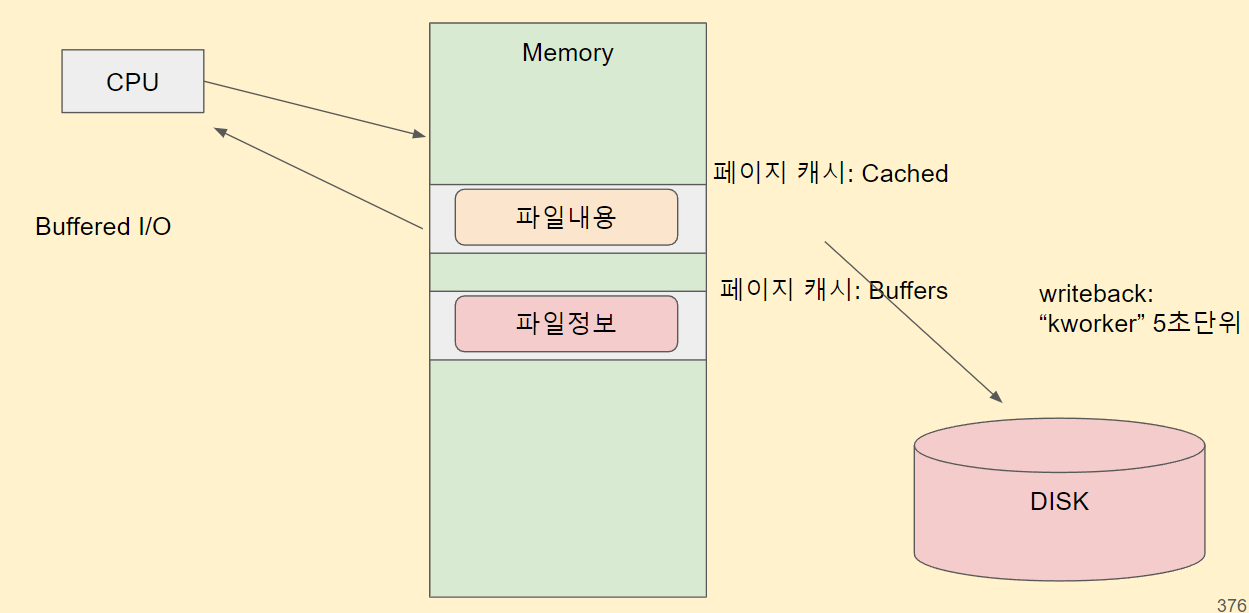 Memory
CPU
페이지 캐시: Cached
파일내용
Buffered I/O
페이지 캐시: Buffers
writeback:
“kworker” 5초단위
파일정보
DISK
376